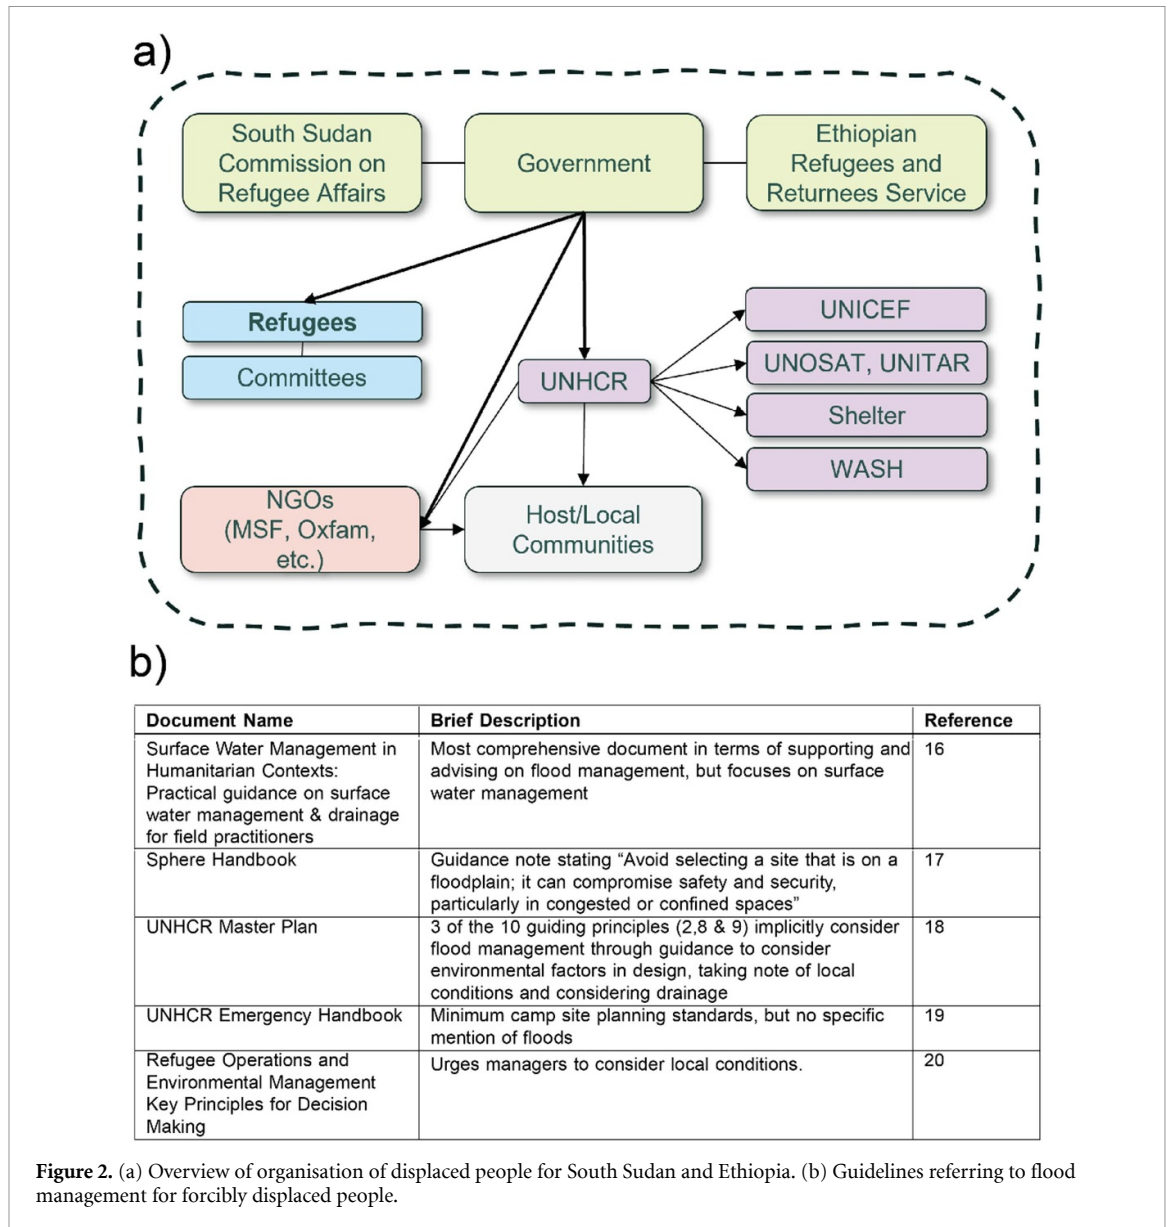 a)
South Sudan
Commission on
Refugee Affairs
Government
Ethiopian
Refugees and
Returnees Service
Refugees
Committees
UNHCR
UNICEF
UNOSAT, UNITAR
Shelter
WASH
NGOs
(MSF, Oxfam,
etc.)
Host/Local
Communities
b)
Document Name
Brief Description
Reference
Surface Water Management in
Humanitarian Contexts:
Practical guidance on surface
water management & drainage
for field practitioners
Most comprehensive document in terms of supporting and
advising on flood management, but focuses on surface
water management
16
Sphere Handbook
Guidance note stating “Avoid selecting a site that is on a
floodplain; it can compromise safety and security,
particularly in congested or confined spaces”
17
UNHCR Master Plan
3 of the 10 guiding principles (2,8 & 9) implicitly consider
flood management through guidance to consider
environmental factors in design, taking note of local
conditions and considering drainage
18
UNHCR Emergency Handbook
Minimum camp site planning standards, but no specific
mention of floods
19
Refugee Operations and
Environmental Management
Key Principles for Decision
Making
Urges managers to consider local conditions.
20
Figure 2. (a) Overview of organisation of displaced people for South Sudan and Ethiopia. (b) Guidelines referring to flood
management for forcibly displaced people.